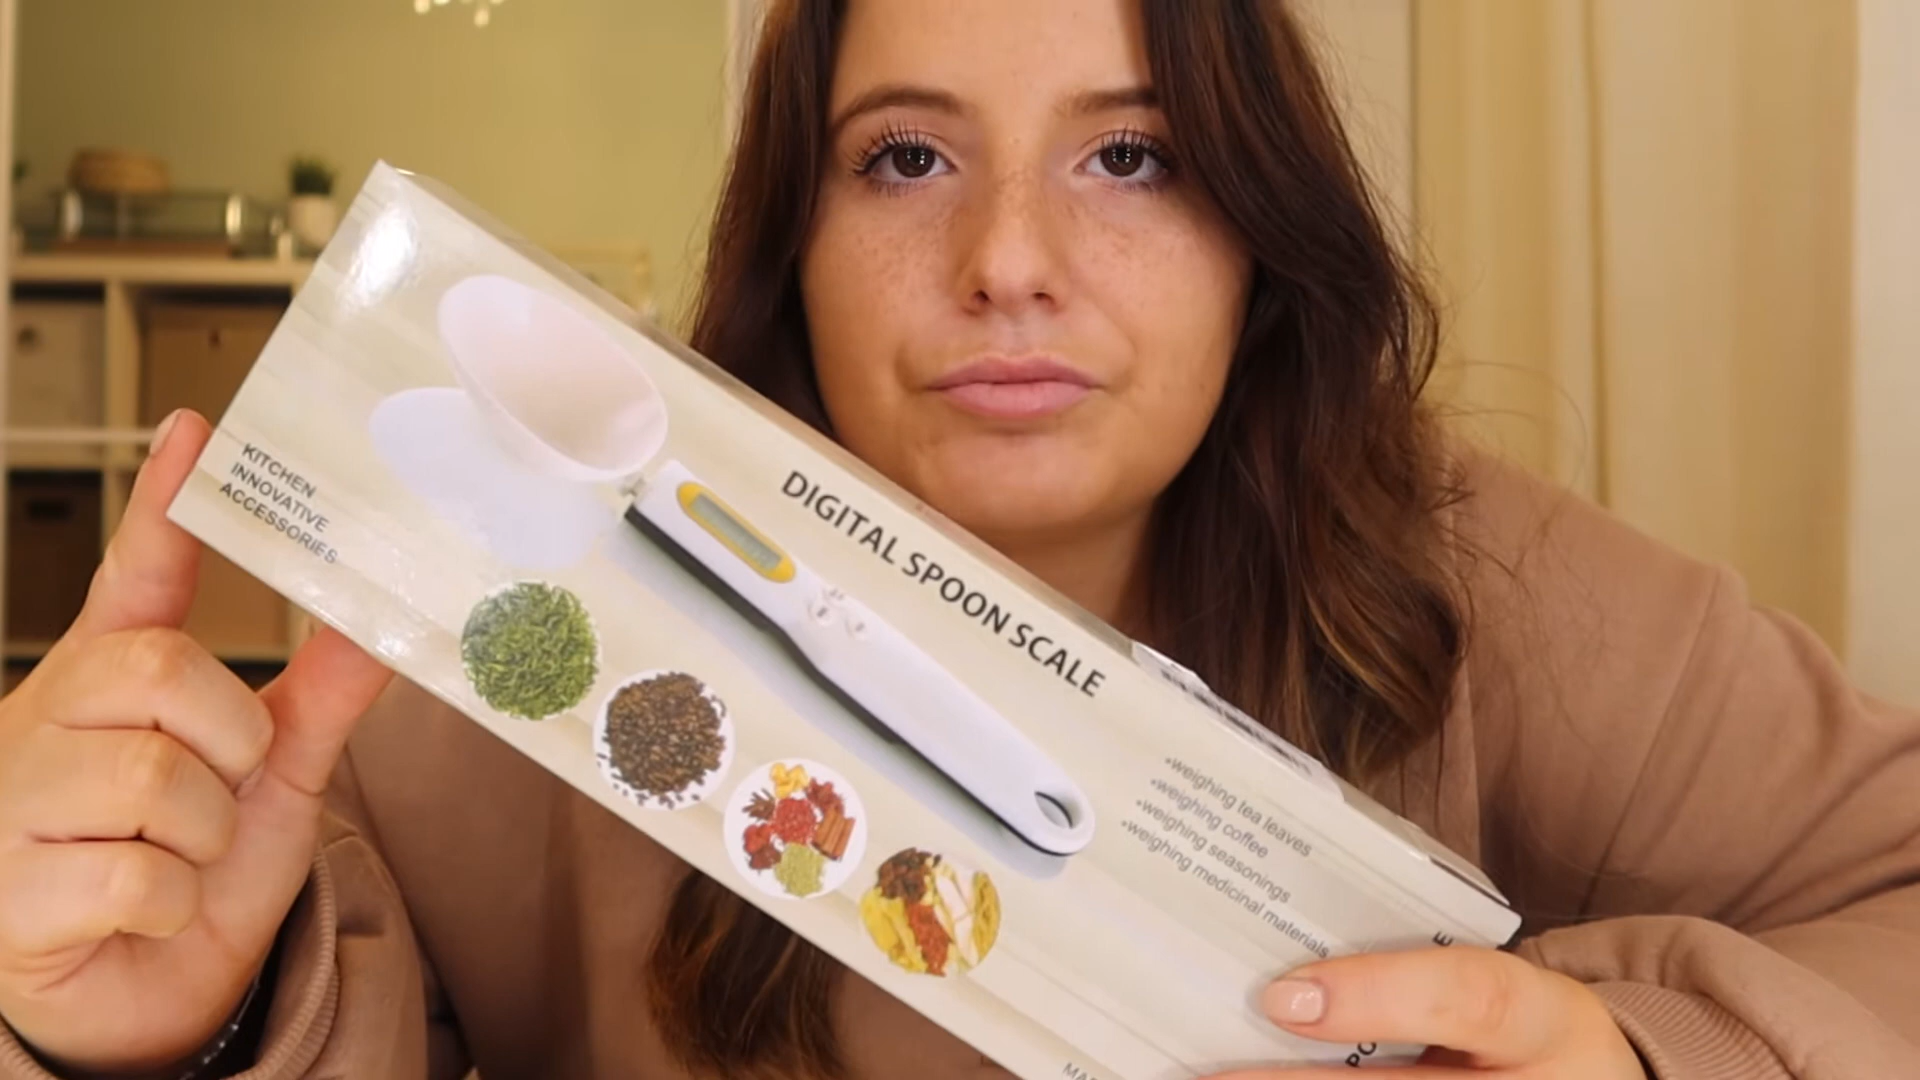 KITCHEN
INNOVATIVE
ACCESSORIES
DIGITAL SPOON SCALE
•weighing tea leaves
•weighing coffee
•weighing seasonings
•weighing medicinal materials